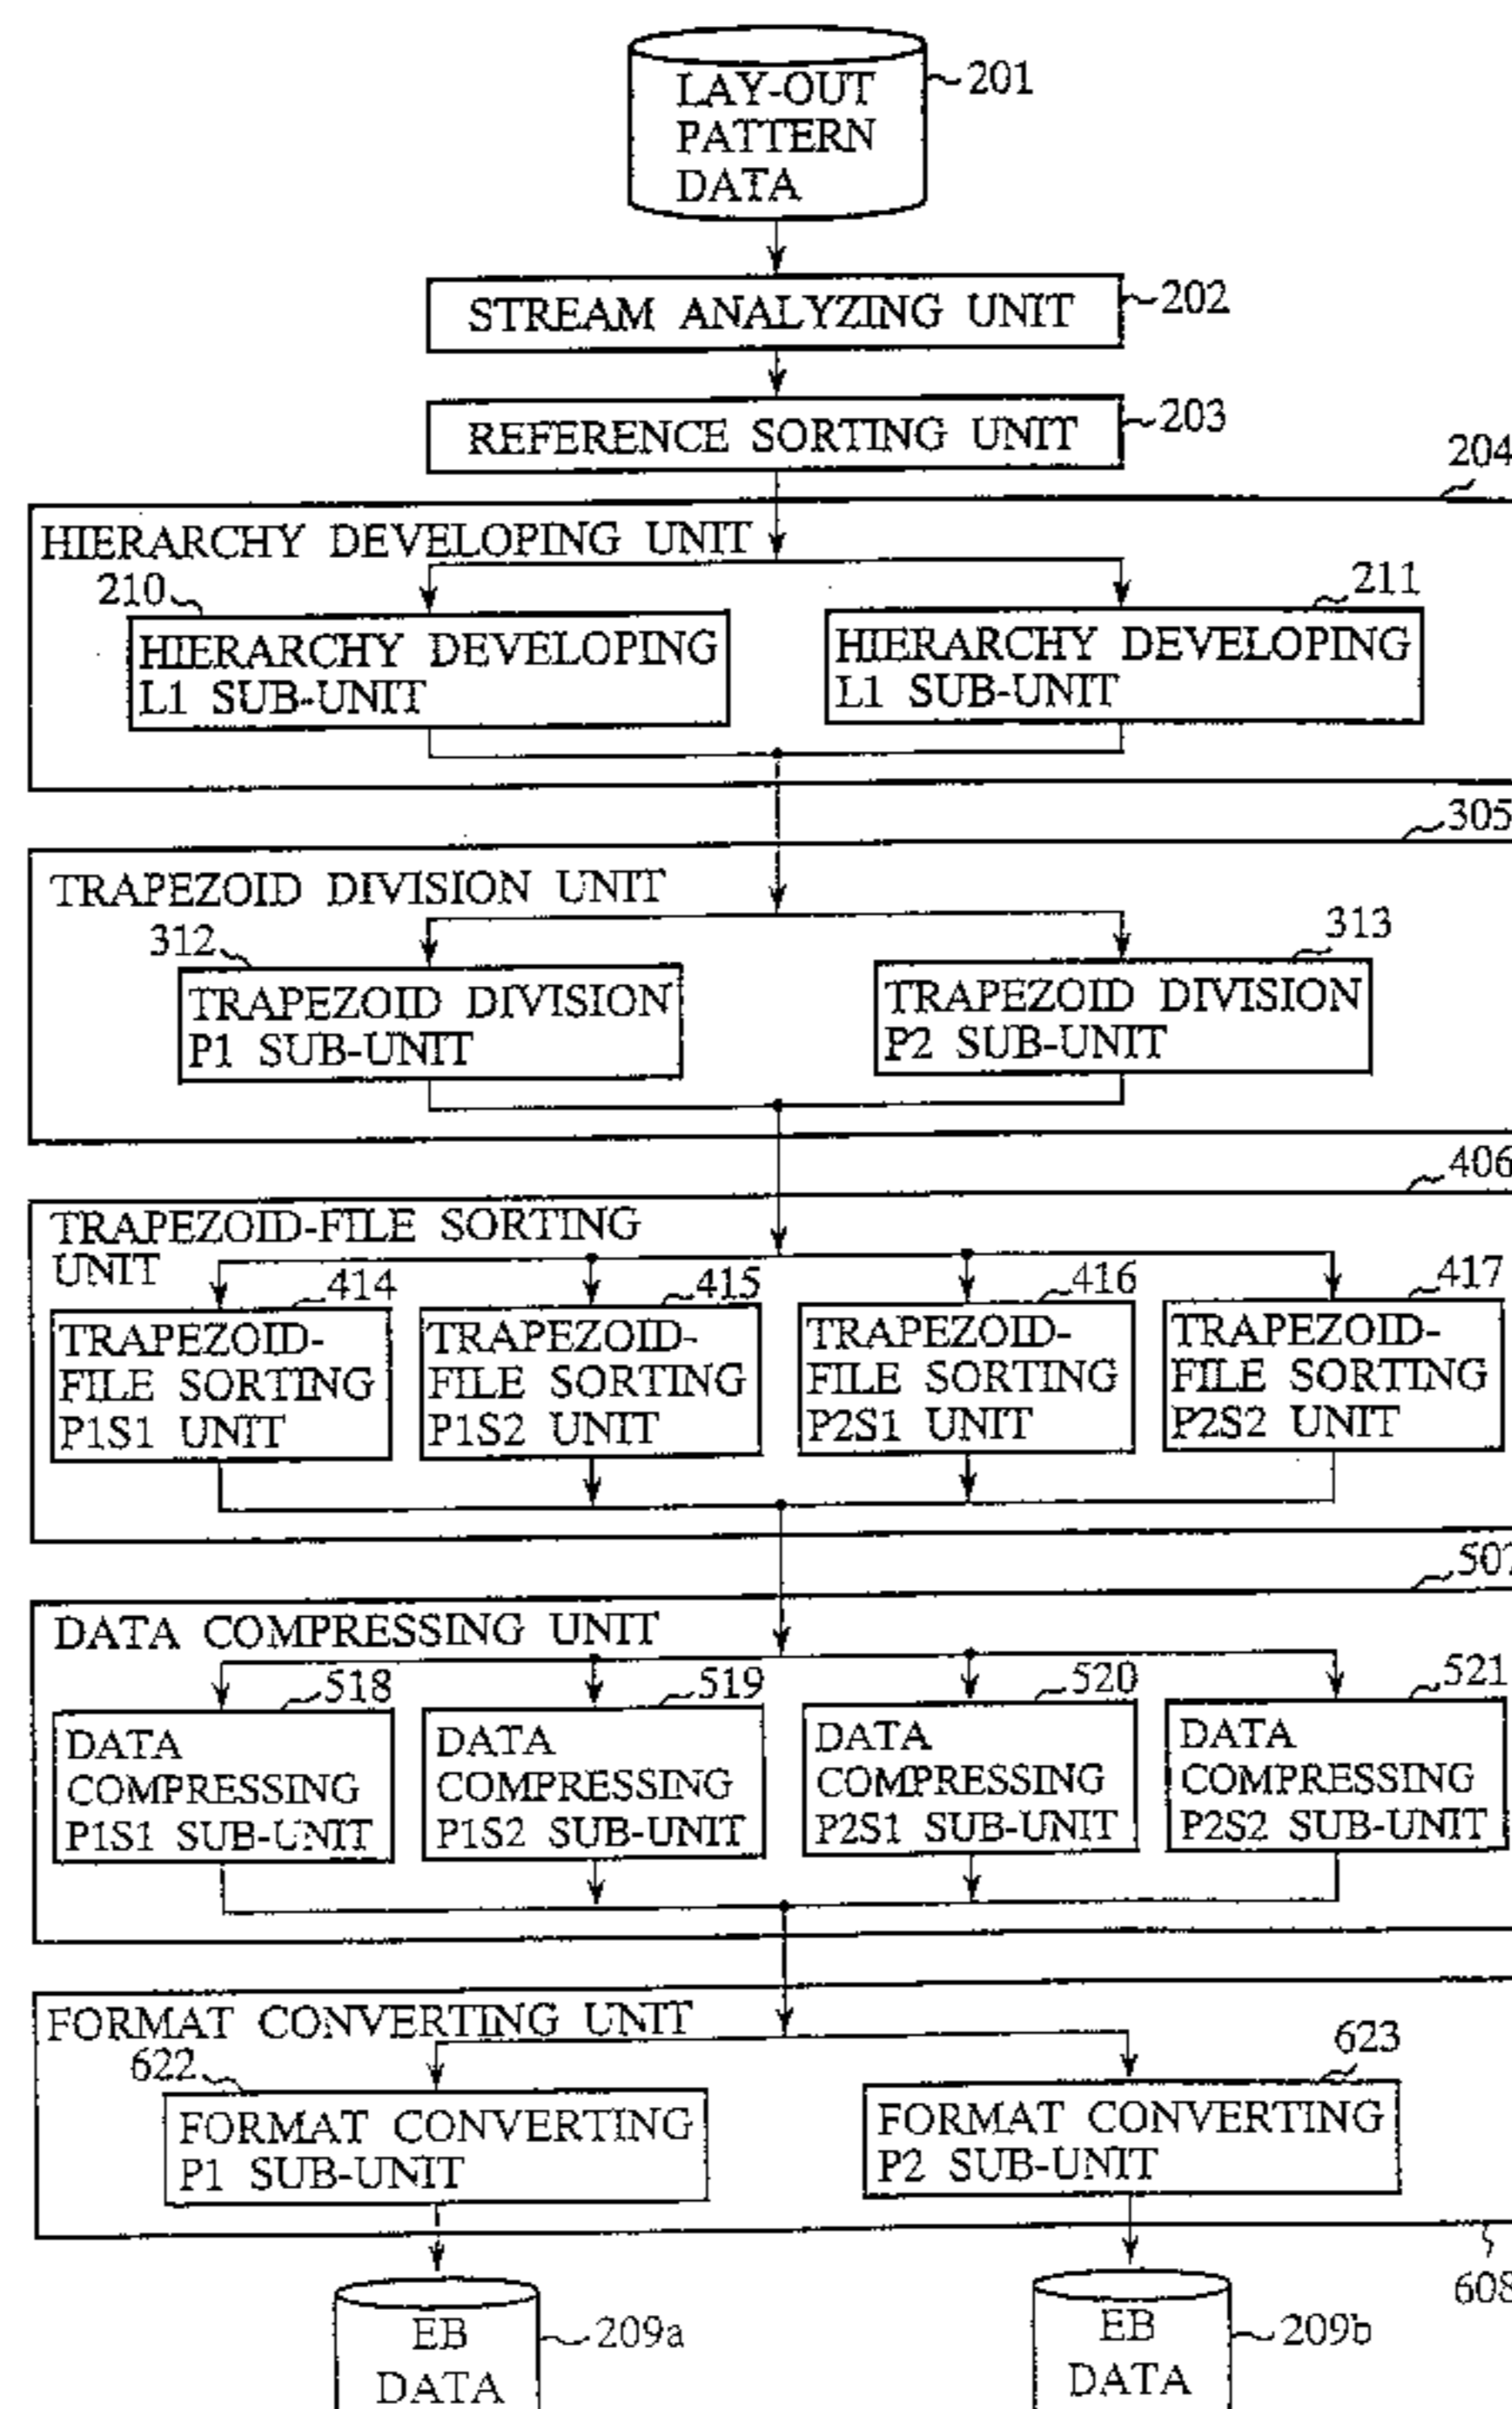 LAY-OUT
PATTERN
DATA
201
STREAM ANALYZING UNIT
202
REFERENCE SORTING UNIT
203
204
HIERARCHY DEVELOPING UNIT
210
211
HIERARCHY DEVELOPING
L1 SUB-UNIT
HIERARCHY DEVELOPING
L1 SUB-UNIT
305
TRAPEZOID DIVISION UNIT
312
313
TRAPEZOID DIVISION
P1 SUB-UNIT
TRAPEZOID DIVISION
P2 SUB-UNIT
406
TRAPEZOID-FILE SORTING
UNIT
414
415
416
417
TRAPEZOID-
FILE SORTING
P1S1 UNIT
TRAPEZOID-
FILE SORTING
P1S2 UNIT
TRAPEZOID-
FILE SORTING
P2S1 UNIT
TRAPEZOID-
FILE SORTING
P2S2 UNIT
507
DATA COMPRESSING UNIT
518
519
520
521
DATA
COMPRESSING
P1S1 SUB-UNIT
DATA
COMPRESSING
P1S2 SUB-UNIT
DATA
COMPRESSING
P2S1 SUB-UNIT
DATA
COMPRESSING
P2S2 SUB-UNIT
FORMAT CONVERTING UNIT
622
623
FORMAT CONVERTING
P1 SUB-UNIT
FORMAT CONVERTING
P2 SUB-UNIT
608
EB
DATA
209a
EB
DATA
209b